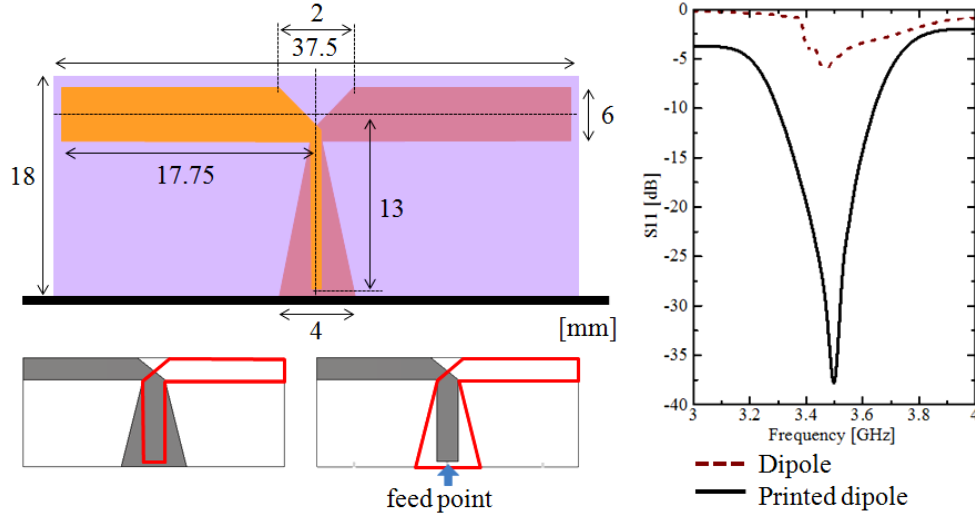 2
37.5
6
18
17.75
13
4
[mm]
feed point
0
-5
-10
-15
-20
-25
-30
-35
-40
S11 [dB]
3 3.2 3.4 3.6 3.8 4
Frequency [GHz]
Dipole
Printed dipole